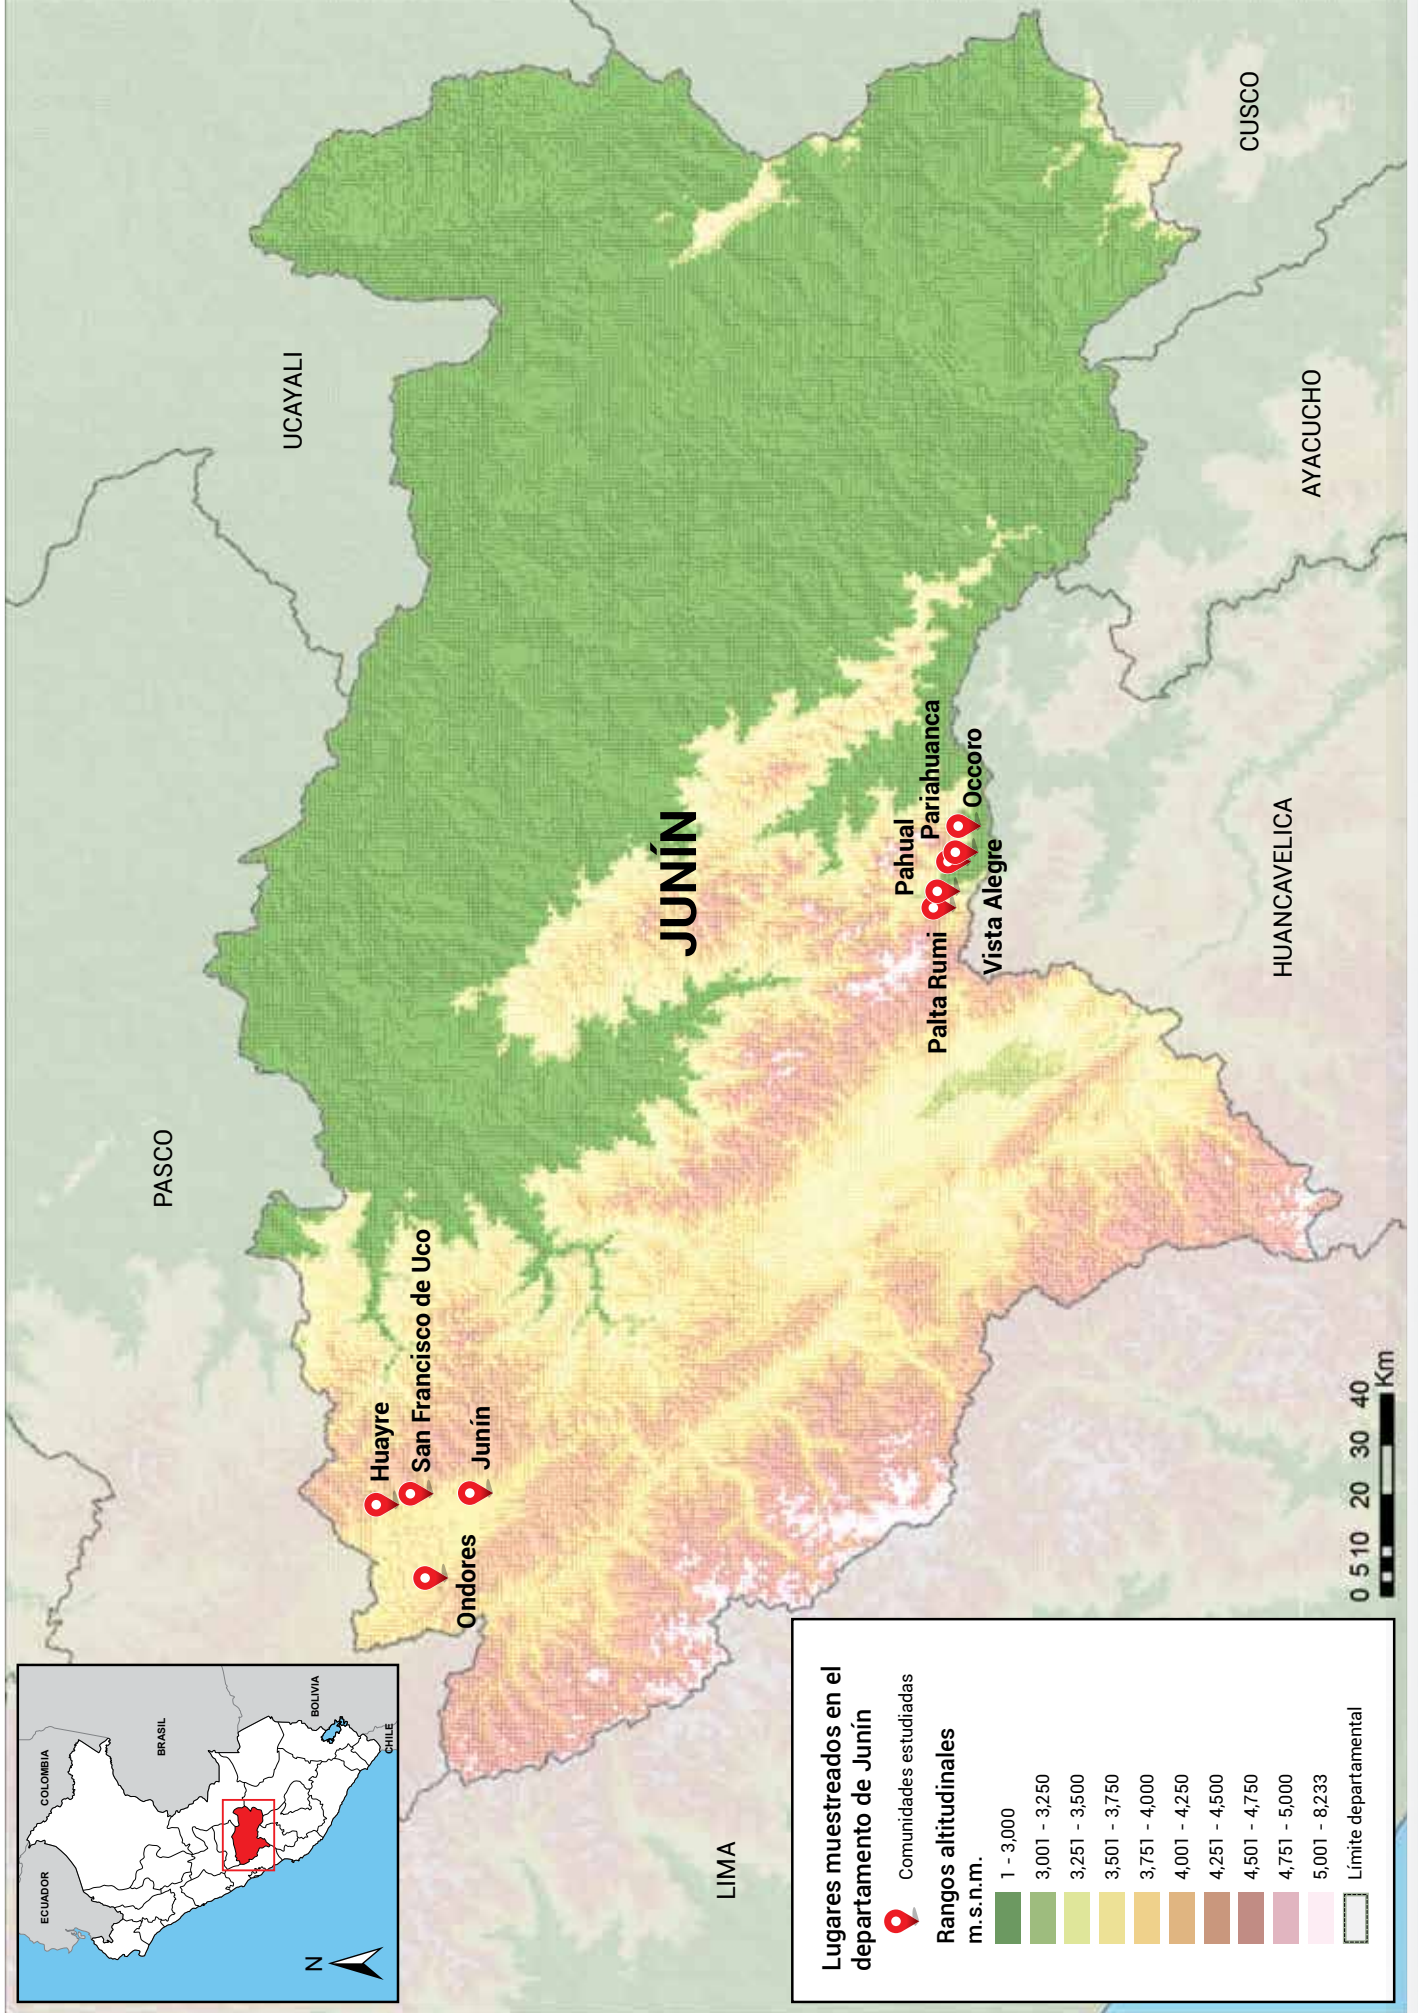 ECUADOR
COLOMBIA
BRASIL
BOLIVIA
CHILE
N
PASCO
UCAYALI
LIMA
HUANCAVELICA
AYACUCHO
CUSCO
JUNÍN
Huayre
San Francisco de Uco
Junín
Ondores
Pahual
Pariahuanca
Occoro
Palta Rumi
Vista Alegre
Lugares muestreados en el
departamento de Junín
Comunidades estudiadas
Rangos altitudinales
m.s.n.m.
1 - 3,000
3,001 - 3,250
3,251 - 3,500
3,501 - 3,750
3,751 - 4,000
4,001 - 4,250
4,251 - 4,500
4,501 - 4,750
4,751 - 5,000
5,001 - 8,233
Límite departamental
0 5 10 20 30 40
Km